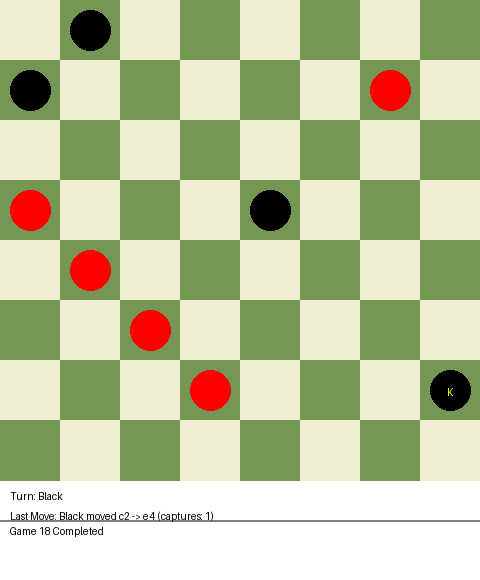 K
Turn: Black
Last Move: Black moved c2 -> e4 (captures: 1)
Game 18 Completed